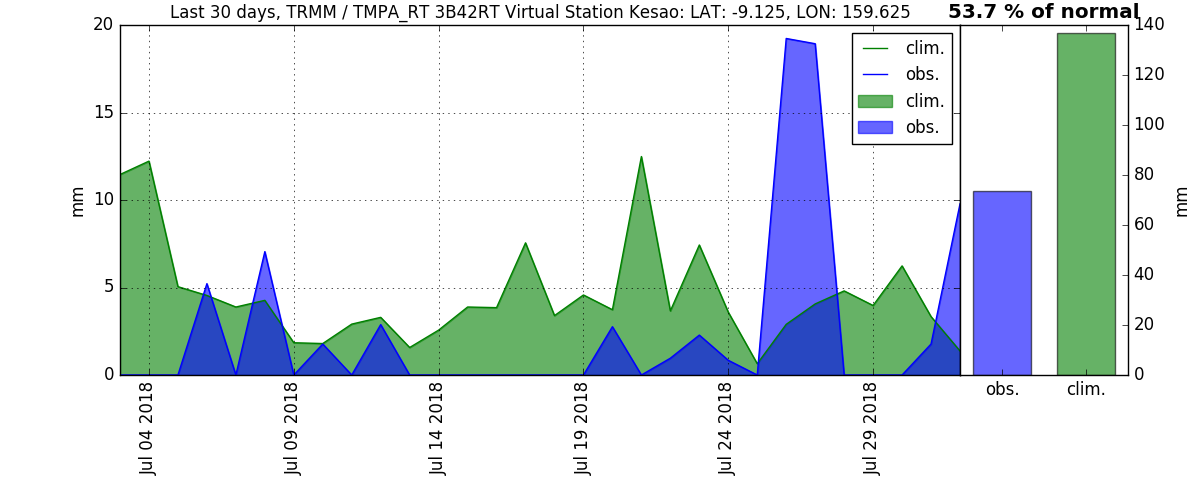 Last 30 days, TRMM / TMPA_RT 3B42RT Virtual Station Kesao: LAT: -9.125, LON: 159.625
53.7 % of normal
20
15
10
5
0
mm
clim.
obs.
clim.
obs.
140
120
100
80
60
40
20
0
mm
obs.
clim.
Jul 04 2018
Jul 09 2018
Jul 14 2018
Jul 19 2018
Jul 24 2018
Jul 29 2018